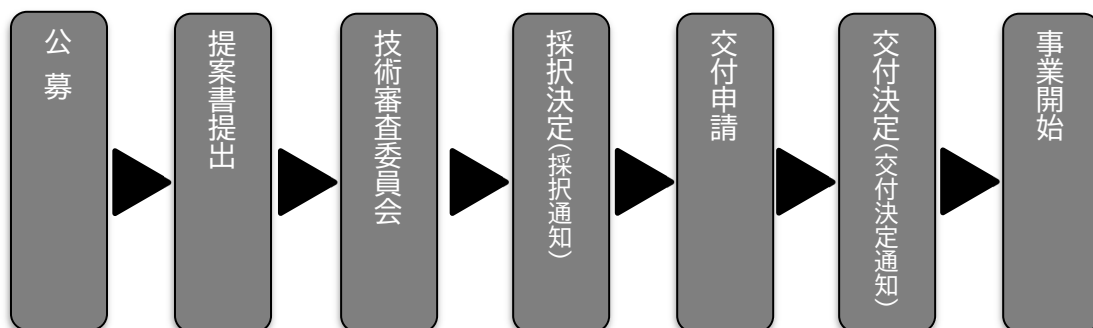 公募
提案書提出
技術審査委員会
採択決定(採択通知)
交付申請
交付決定(交付決定通知)
事業開始